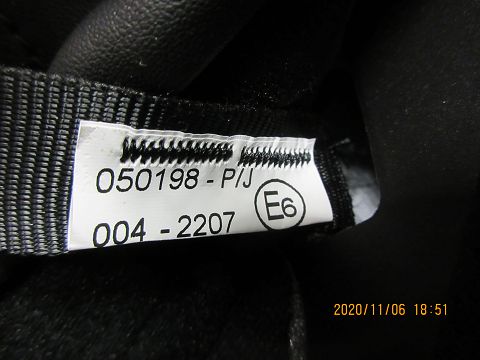 050198 - P/J
004 - 2207
E6
2020/11/06 18:51